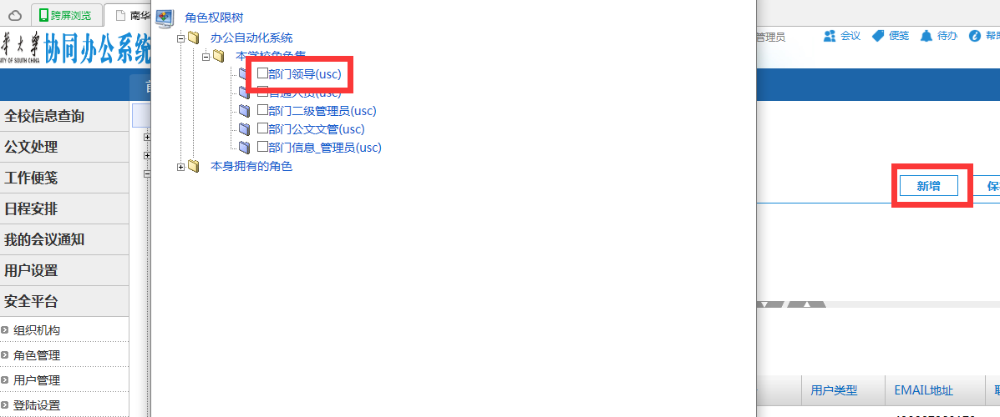 跨屏浏览
南华
華大学
ITY OF SOUTH CHINA
协同办公系统
管理员
会议
便笺
待办
帮助
首
全校信息查询
公文处理
工作便笺
日程安排
我的会议通知
用户设置
安全平台
组织机构
角色管理
用户管理
登陆设置
角色权限树
办公自动化系统
本学校角色集
部门领导(usc)
普通人员(usc)
部门二级管理员(usc)
部门公文文管(usc)
部门信息_管理员(usc)
本身拥有的角色
新增
保
用户类型
EMAIL地址